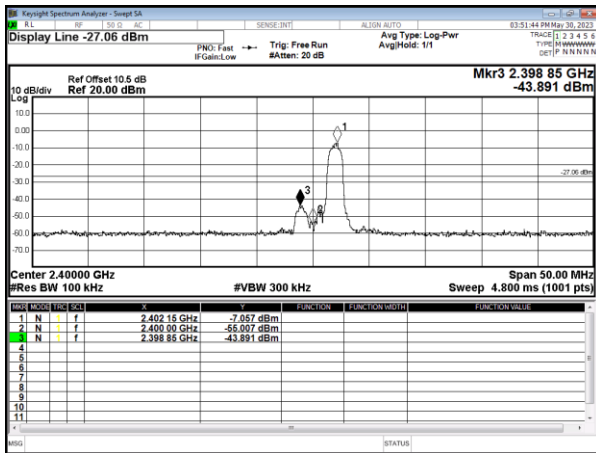 Keysight Spectrum Analyzer - Swept SA
RL RF 50 Ω AC SENSE:INT ALIGN AUTO 03:51:44 PM May 30, 2023
Display Line -27.06 dBm
PNO: Fast
IFGain:Low
Trig: Free Run
#Atten: 20 dB
Avg Type: Log-Pwr
Avg|Hold: 1/1
TRACE 1 2 3 4 5 6
TYPE M WWWWW
DET P N N N N N
Ref Offset 10.5 dB
10 dB/div Ref 20.00 dBm
Log
Mkr3 2.398 85 GHz
-43.891 dBm
10.0
0.00
-10.0
-20.0
-30.0
-40.0
-50.0
-60.0
-70.0
1
-27.06 dBm
3
2
Center 2.40000 GHz Span 50.00 MHz
#Res BW 100 kHz #VBW 300 kHz Sweep 4.800 ms (1001 pts)
MKR MODE TRC SCL X Y FUNCTION FUNCTION WIDTH FUNCTION VALUE
1 N 1 f 2.402 15 GHz -7.057 dBm
2 N 1 f 2.400 00 GHz -55.007 dBm
3 N 1 f 2.398 85 GHz -43.891 dBm
4
5
6
7
8
9
10
11
MSG STATUS